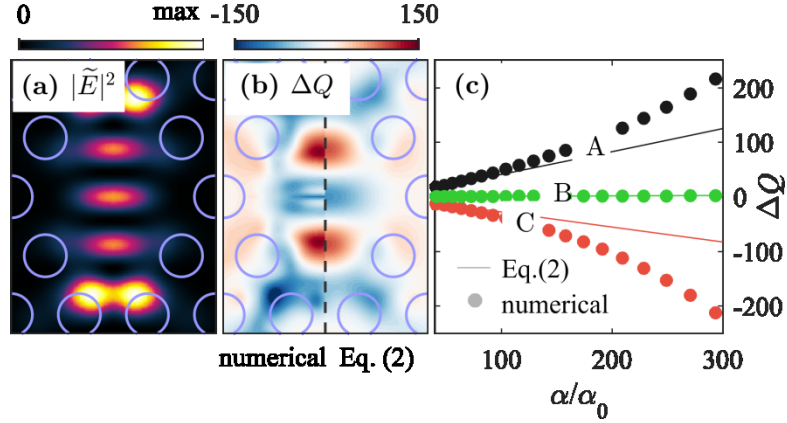 0 max -150 150
(a) |Ẽ|² (b) ΔQ (c)
200
A
100
B
0
C
ΔQ
-100
Eq.(2)
numerical
-200
100 200 300
numerical Eq. (2)
α/α₀